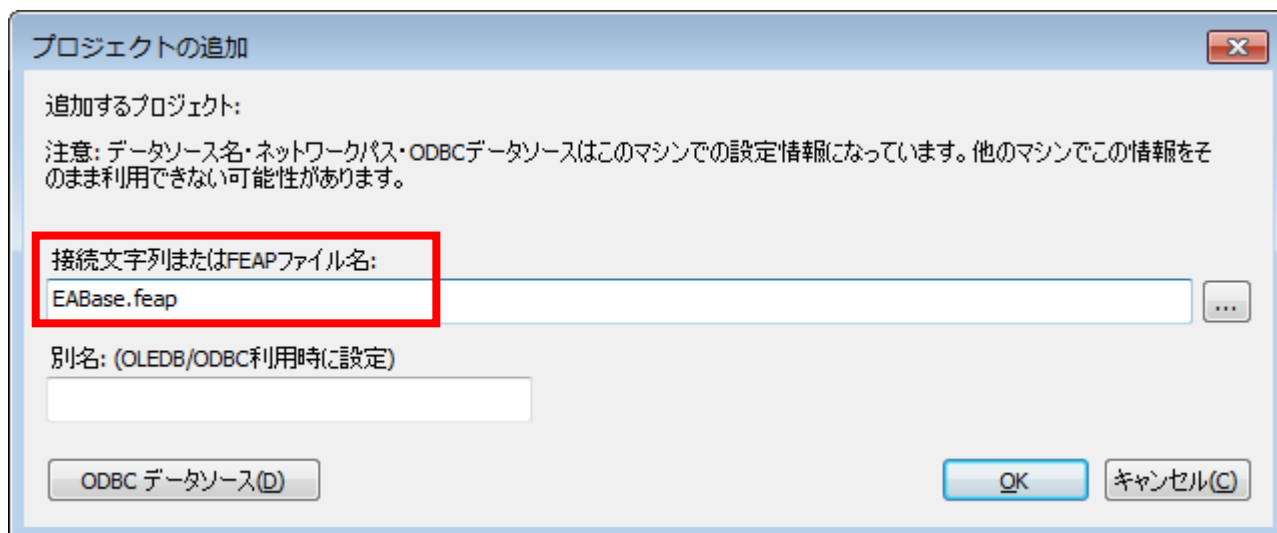 プロジェクトの追加
追加するプロジェクト:
注意: データソース名・ネットワークパス・ODBCデータソースはこのマシンでの設定情報になっています。他のマシンでこの情報をそ
のまま利用できない可能性があります。
接続文字列またはFEAPファイル名:
EABase.feap
...
別名: (OLEDB/ODBC利用時に設定)
ODBC データソース(D)
OK
キャンセル(C)